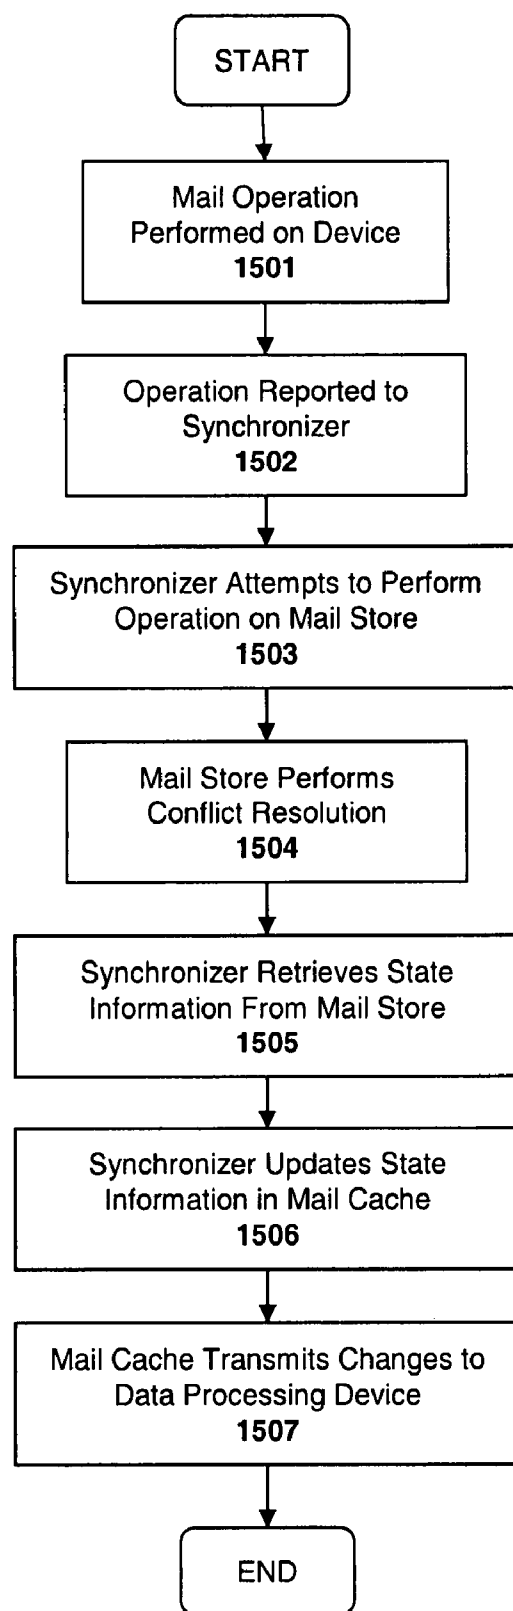 START
Mail Operation
Performed on Device
1501
Operation Reported to
Synchronizer
1502
Synchronizer Attempts to Perform
Operation on Mail Store
1503
Mail Store Performs
Conflict Resolution
1504
Synchronizer Retrieves State
Information From Mail Store
1505
Synchronizer Updates State
Information in Mail Cache
1506
Mail Cache Transmits Changes to
Data Processing Device
1507
END